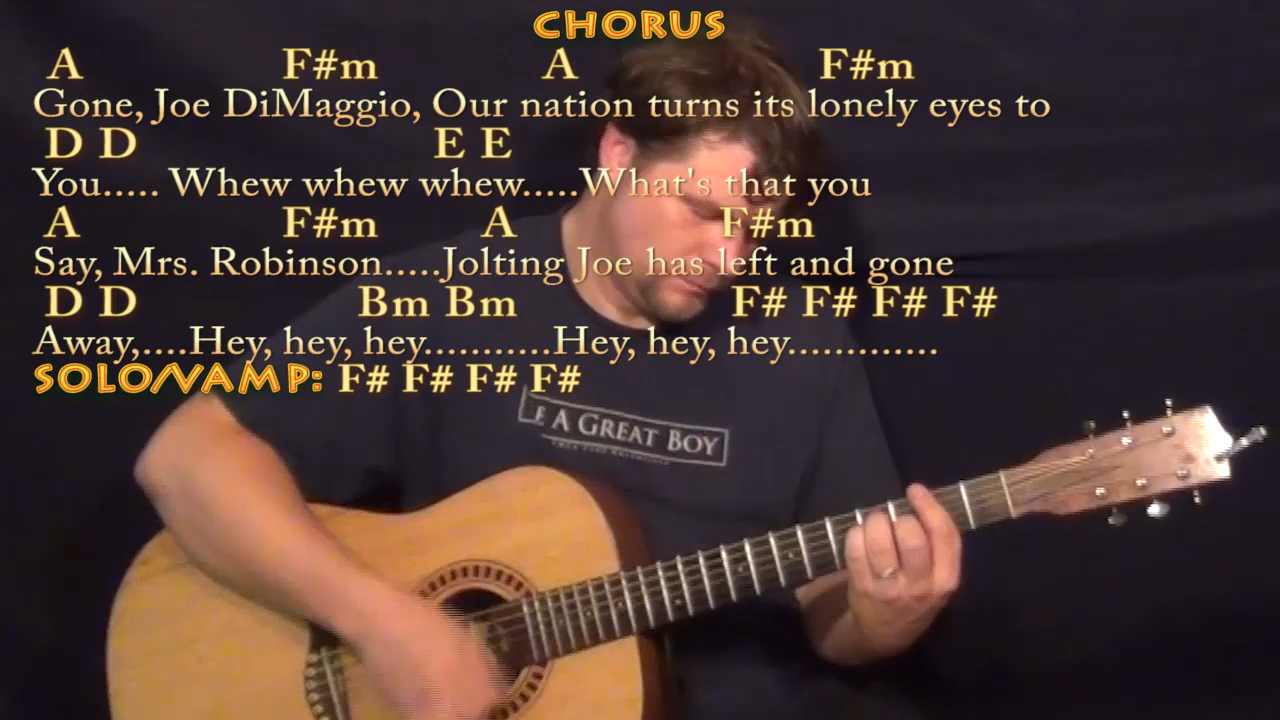 CHORUS
A F#m A F#m
Gone, Joe DiMaggio, Our nation turns its lonely eyes to
D D E E
You..... Whew whew whew.....What's that you
A F#m A F#m
Say, Mrs. Robinson.....Jolting Joe has left and gone
D D Bm Bm F# F# F# F#
Away,....Hey, hey, hey...........Hey, hey, hey.............
SOLO/VAMP: F# F# F# F#
E A GREAT BOY